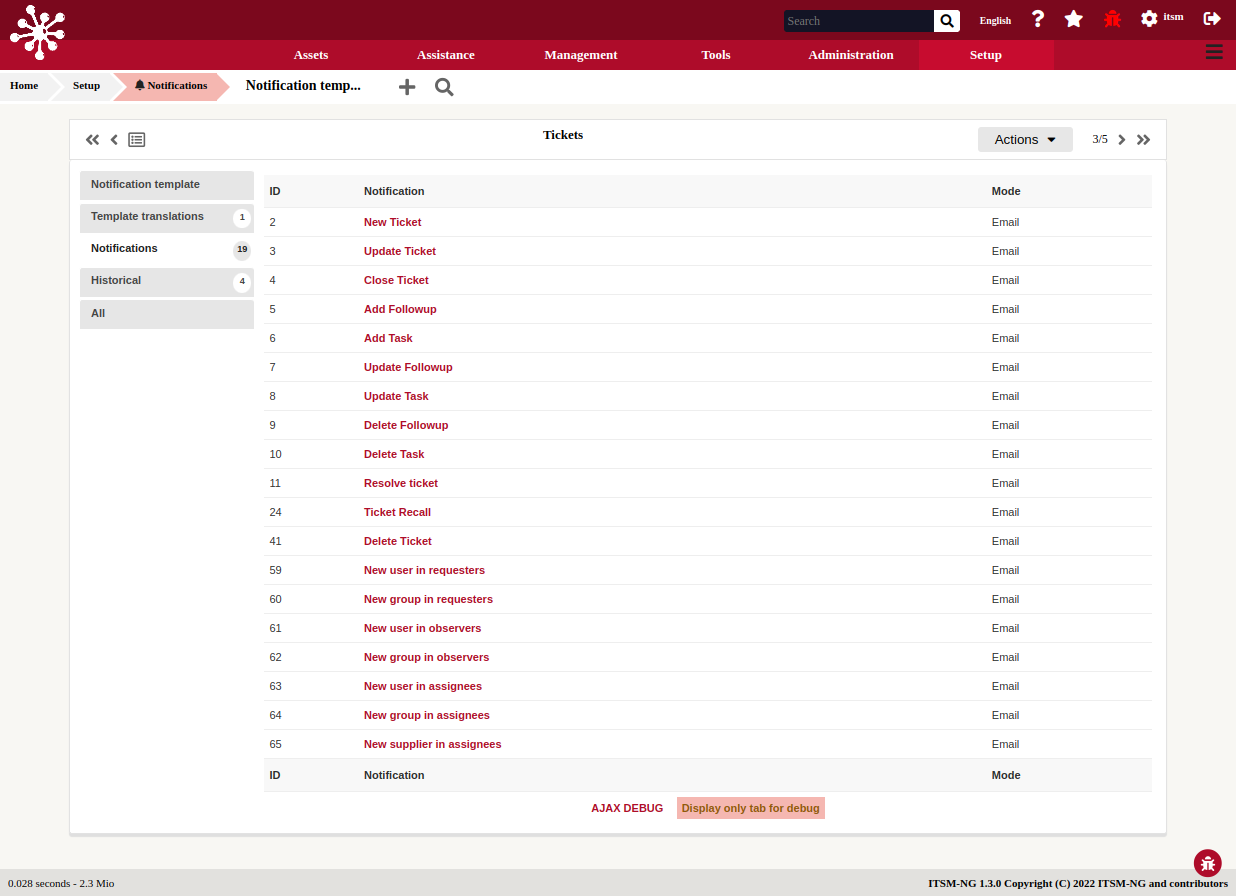 Search
English
itsm
Assets Assistance Management Tools Administration Setup
Home Setup Notifications Notification temp...
Tickets
Actions
3/5
Notification template
Template translations 1
Notifications 19
Historical 4
All
ID Notification Mode
2 New Ticket Email
3 Update Ticket Email
4 Close Ticket Email
5 Add Followup Email
6 Add Task Email
7 Update Followup Email
8 Update Task Email
9 Delete Followup Email
10 Delete Task Email
11 Resolve ticket Email
24 Ticket Recall Email
41 Delete Ticket Email
59 New user in requesters Email
60 New group in requesters Email
61 New user in observers Email
62 New group in observers Email
63 New user in assignees Email
64 New group in assignees Email
65 New supplier in assignees Email
ID Notification Mode
AJAX DEBUG Display only tab for debug
0.028 seconds - 2.3 Mio
ITSM-NG 1.3.0 Copyright (C) 2022 ITSM-NG and contributors